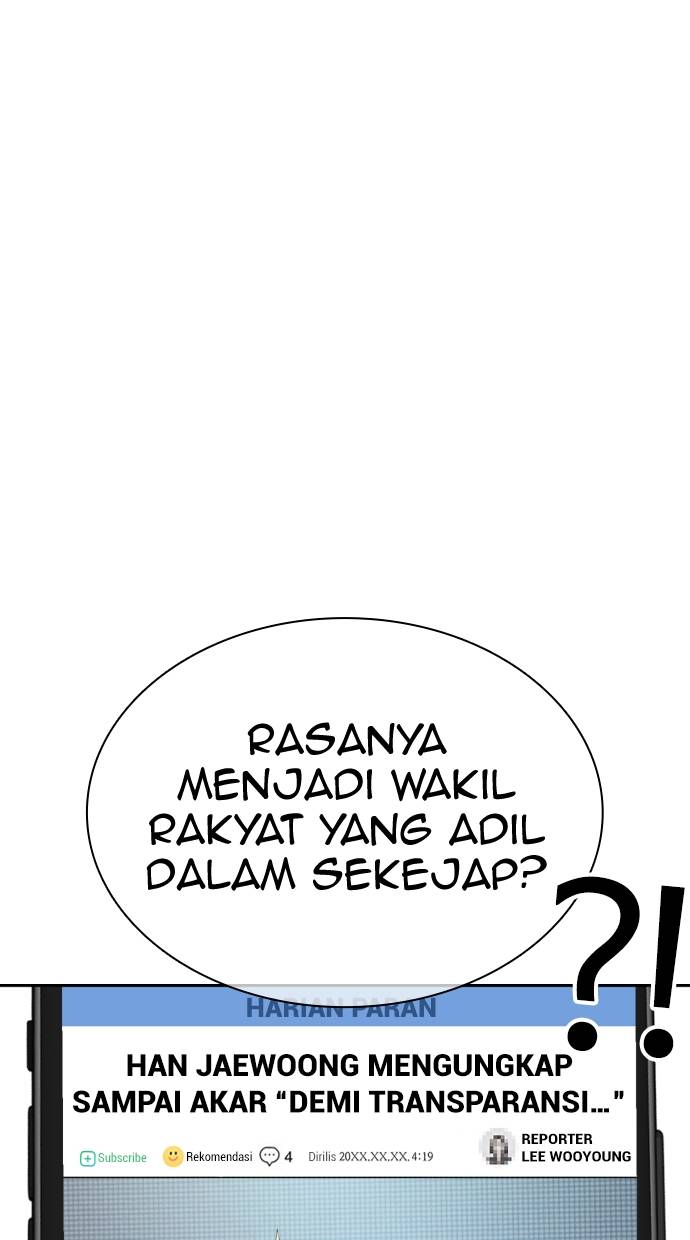 RASANYA
MENJADI WAKIL
RAKYAT YANG ADIL
DALAM SEKEJAP?
?!
HARIAN PARAN
HAN JAEWOONG MENGUNGKAP
SAMPAI AKAR “DEMI TRANSPARANSI...”
Subscribe Rekomendasi 4 Dirilis 20XX.XX.XX. 4:19
REPORTER
LEE WOOYOUNG